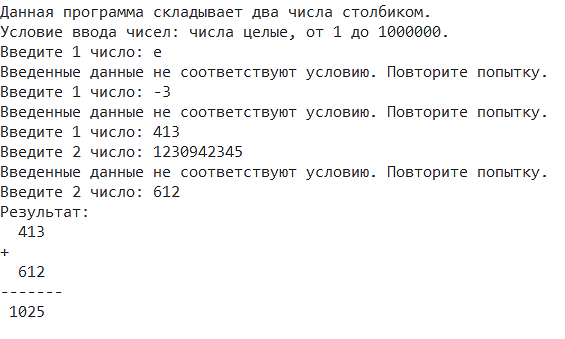 Данная программа складывает два числа столбиком.
Условие ввода чисел: числа целые, от 1 до 1000000.
Введите 1 число: e
Введенные данные не соответствуют условию. Повторите попытку.
Введите 1 число: -3
Введенные данные не соответствуют условию. Повторите попытку.
Введите 1 число: 413
Введите 2 число: 1230942345
Введенные данные не соответствуют условию. Повторите попытку.
Введите 2 число: 612
Результат:
  413
+
  612
-------
 1025